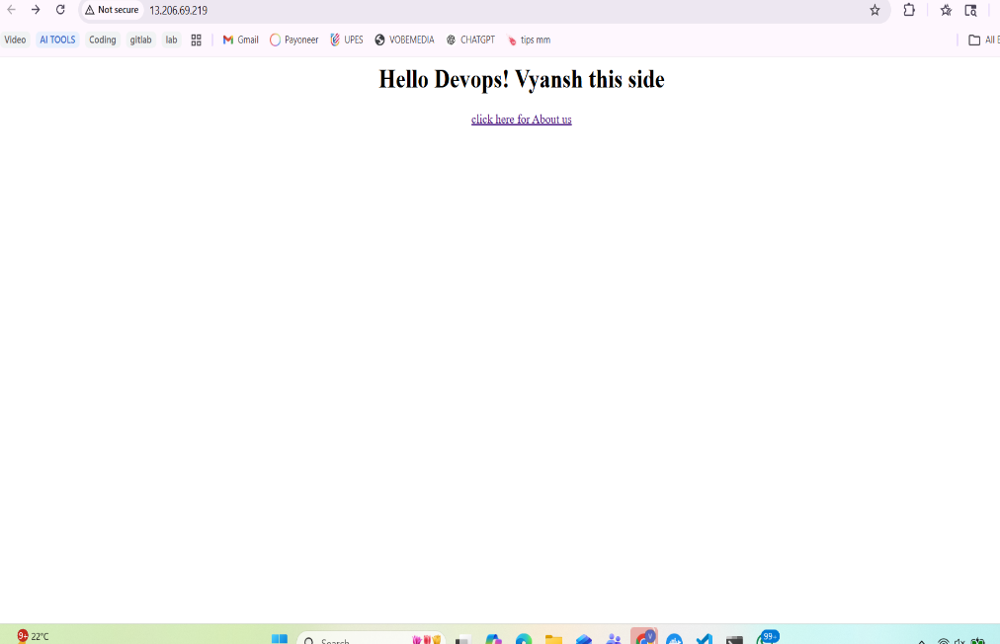 Not secure 13.206.69.219
Video AI TOOLS Coding gitlab lab Gmail Payoneer UPES VOBEMEDIA CHATGPT tips mm All
Hello Devops! Vyansh this side
click here for About us
9+ 22°C Search V 99+